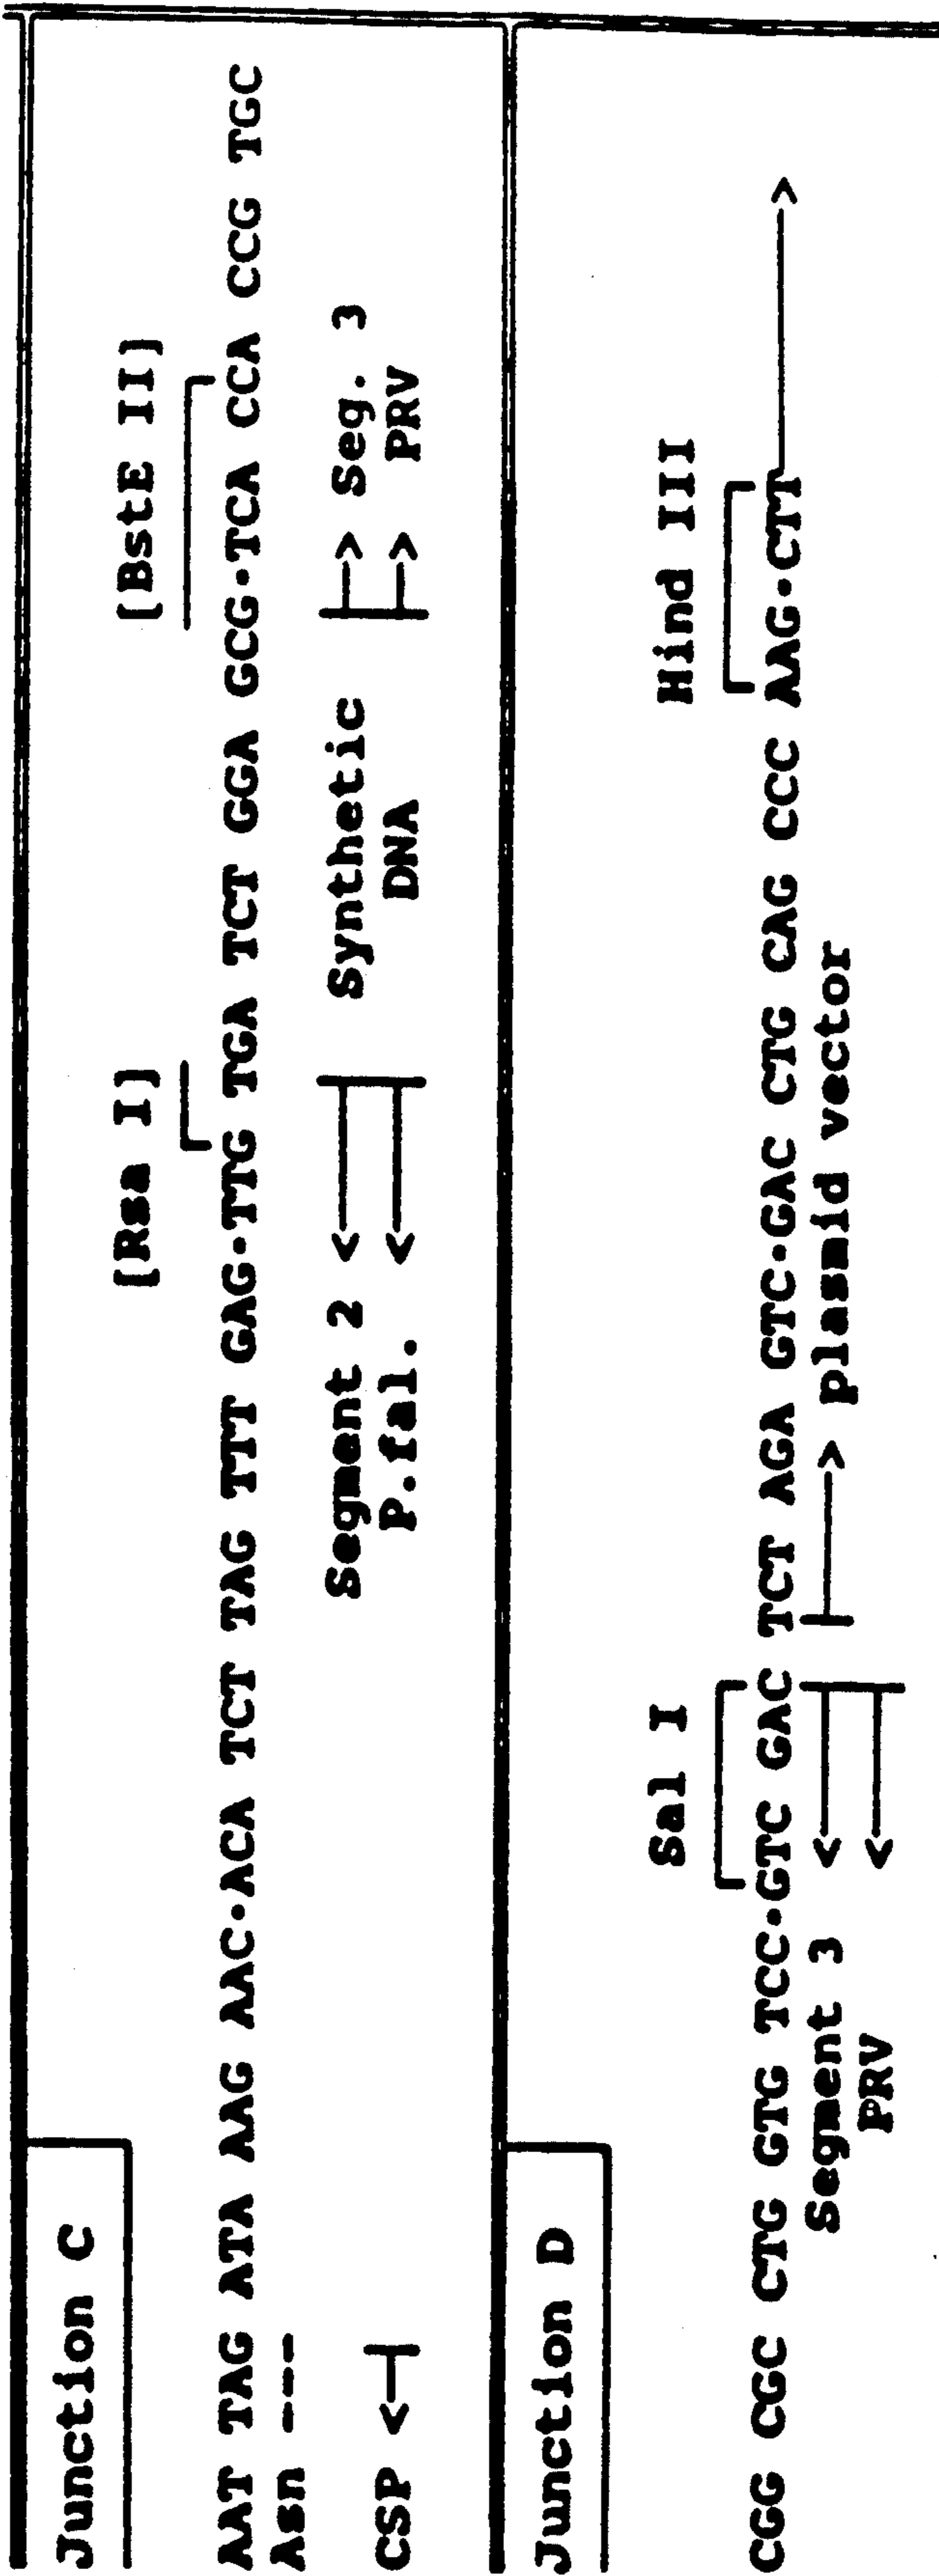 Junction C
[Rsa I] [BstE II]
AAT TAG ATA AAG AAC·ACA TCT TAG TTT GAG·TTG TGA TCT GGA GCG·TCA CCA CCG TGC
Asn ---
Segment 2 <—— Synthetic |—> Seg. 3
CSP <—| P.fal. <—— DNA |—> PRV
Junction D
Sal I Hind III
CGG CGC CTG GTG TCC·GTC GAC TCT AGA GTC·GAC CTG CAG CCC AAG·CTT——>
Segment 3 <—— |——> plasmid vector
PRV <——